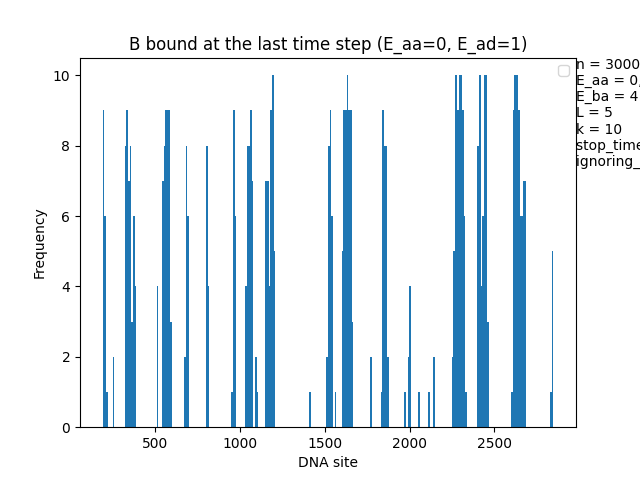 B bound at the last time step (E_aa=0, E_ad=1)
n = 3000
E_aa = 0,
E_ba = 4
L = 5
k = 10
stop_time
ignoring_
Frequency
10
8
6
4
2
0
500
1000
1500
2000
2500
DNA site